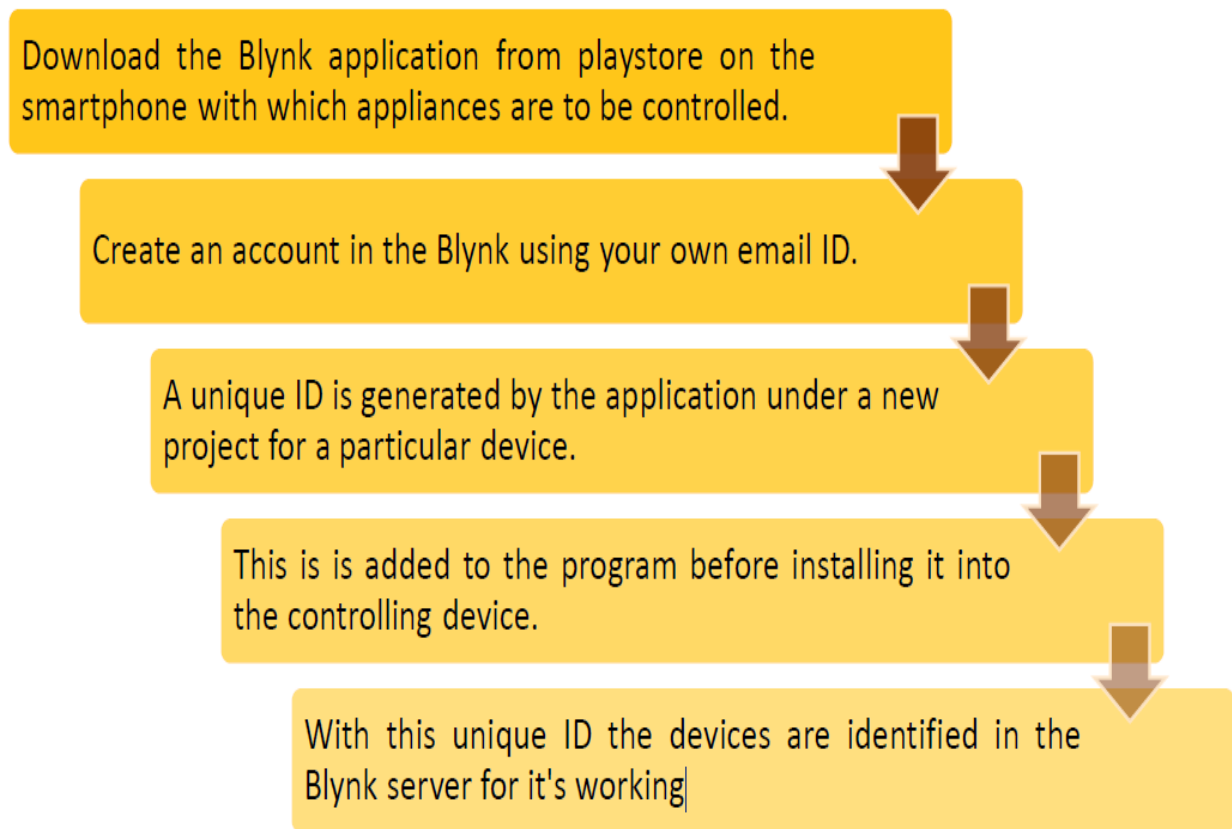 Download the Blynk application from playstore on the
smartphone with which appliances are to be controlled.
Create an account in the Blynk using your own email ID.
A unique ID is generated by the application under a new
project for a particular device.
This is is added to the program before installing it into
the controlling device.
With this unique ID the devices are identified in the
Blynk server for it's working